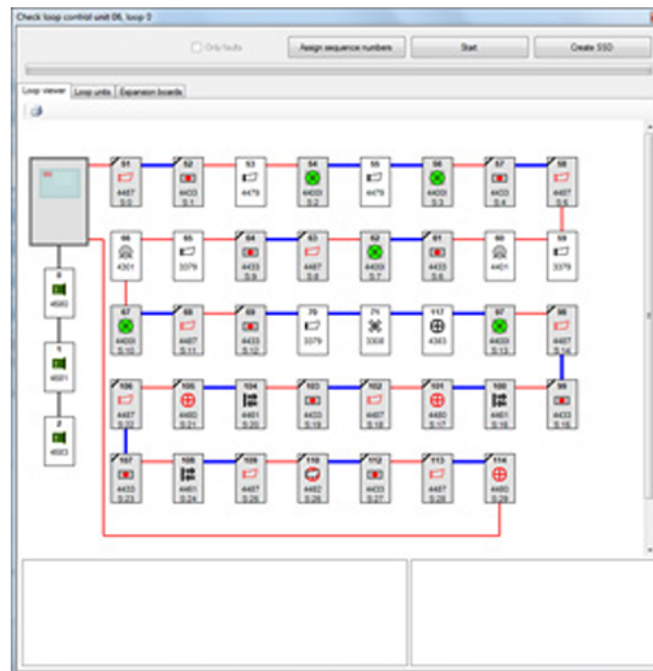 Check loop control unit 06, loop 0
Only faults
Assign sequence numbers
Start
Create SSD
Loop viewer
Loop units
Expansion boards
51 52 53 54 55 56 57 58
4487 4433 4479 4400I 4479 4400I 4433 4487
S:0 S:1 S:2 S:3 S:4 S:5
66 65 64 63 62 61 60 59
4301 3379 4433 4487 4400I 4433 4401 3379
S:9 S:8 S:7 S:6
0
4580
67 68 69 70 71 117 97 98
4400I 4487 4433 3379 3308 4383 4400I 4487
S:10 S:11 S:12 S:13 S:14
1
4581
106 105 104 103 102 101 100 99
4487 4480 4461 4433 4487 4480 4461 4433
S:22 S:21 S:20 S:19 S:18 S:17 S:16 S:15
2
4583
107 108 109 110 112 113 114
4433 4461 4487 4482 4433 4487 4480
S:23 S:24 S:27 S:28 S:29